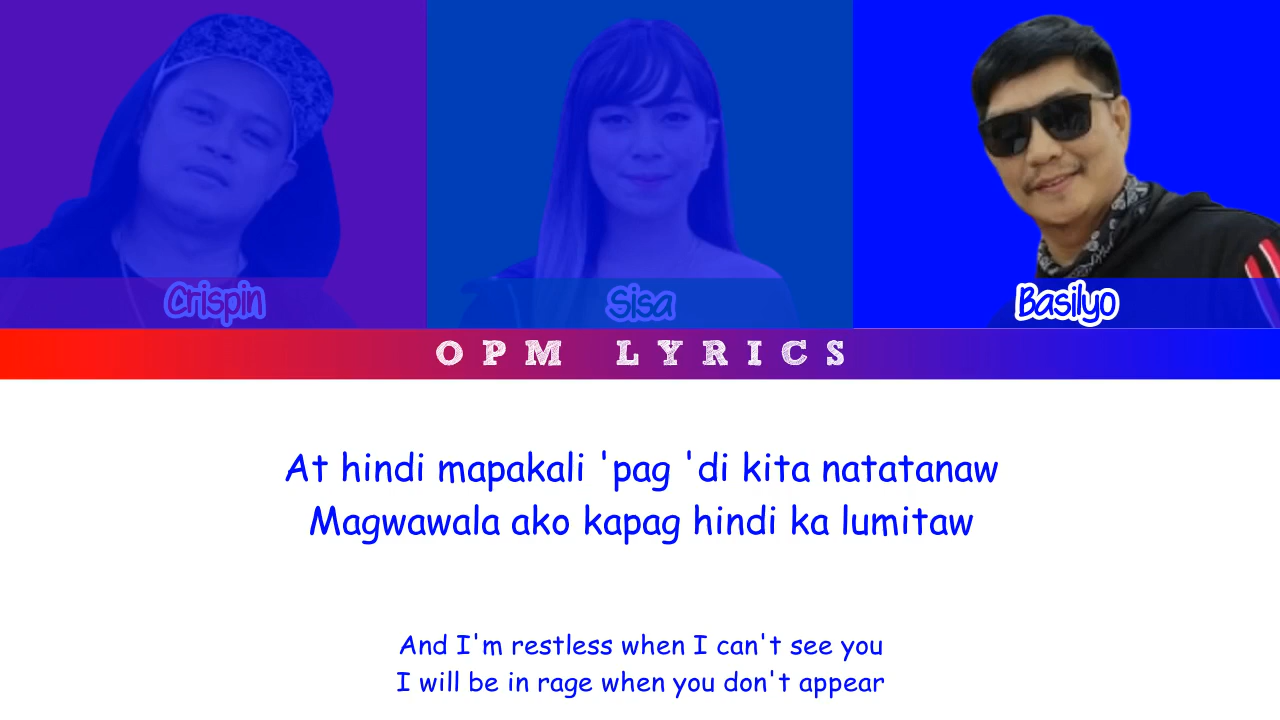 Crispin
Sisa
Basilyo
OPM LYRICS
At hindi mapakali 'pag 'di kita natatanaw
Magwawala ako kapag hindi ka lumitaw
And I'm restless when I can't see you
I will be in rage when you don't appear